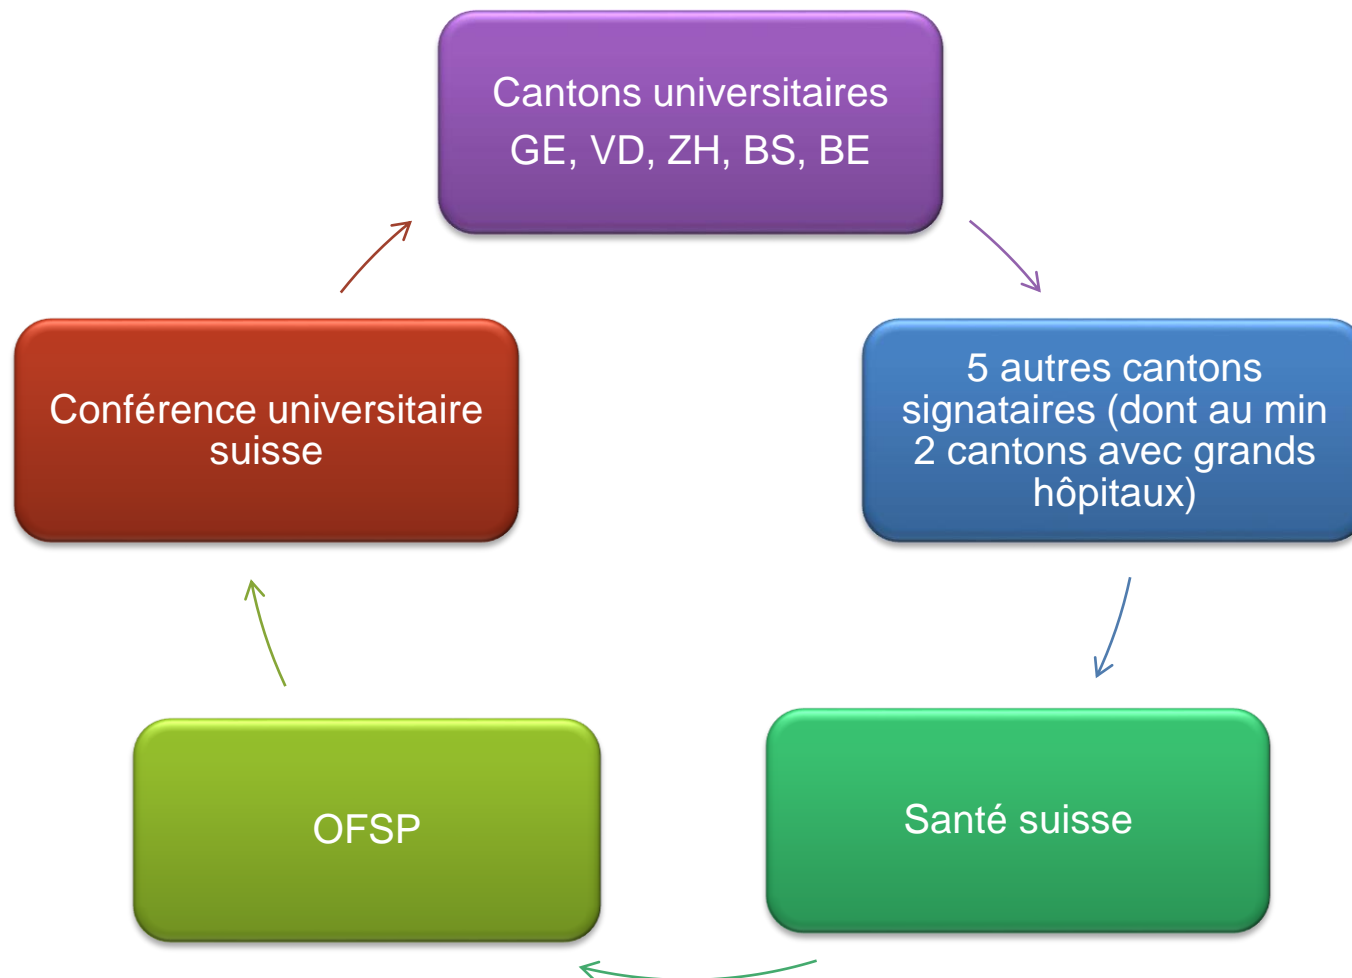 Cantons universitaires
GE, VD, ZH, BS, BE
5 autres cantons
signataires (dont au min
2 cantons avec grands
hôpitaux)
Santé suisse
OFSP
Conférence universitaire
suisse